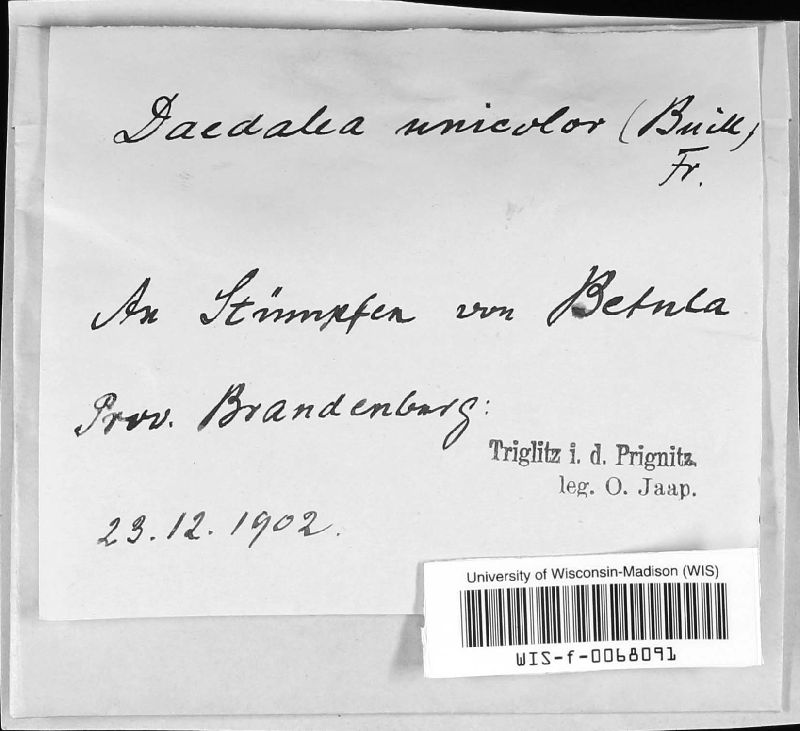 Daedalea unicolor (Bull)
Fr.
An Stümpfen von Betula
Prov. Brandenburg:
Triglitz i. d. Prignitz.
leg. O. Jaap.
23.12.1902.
University of Wisconsin-Madison (WIS)
WIS-f-0068091